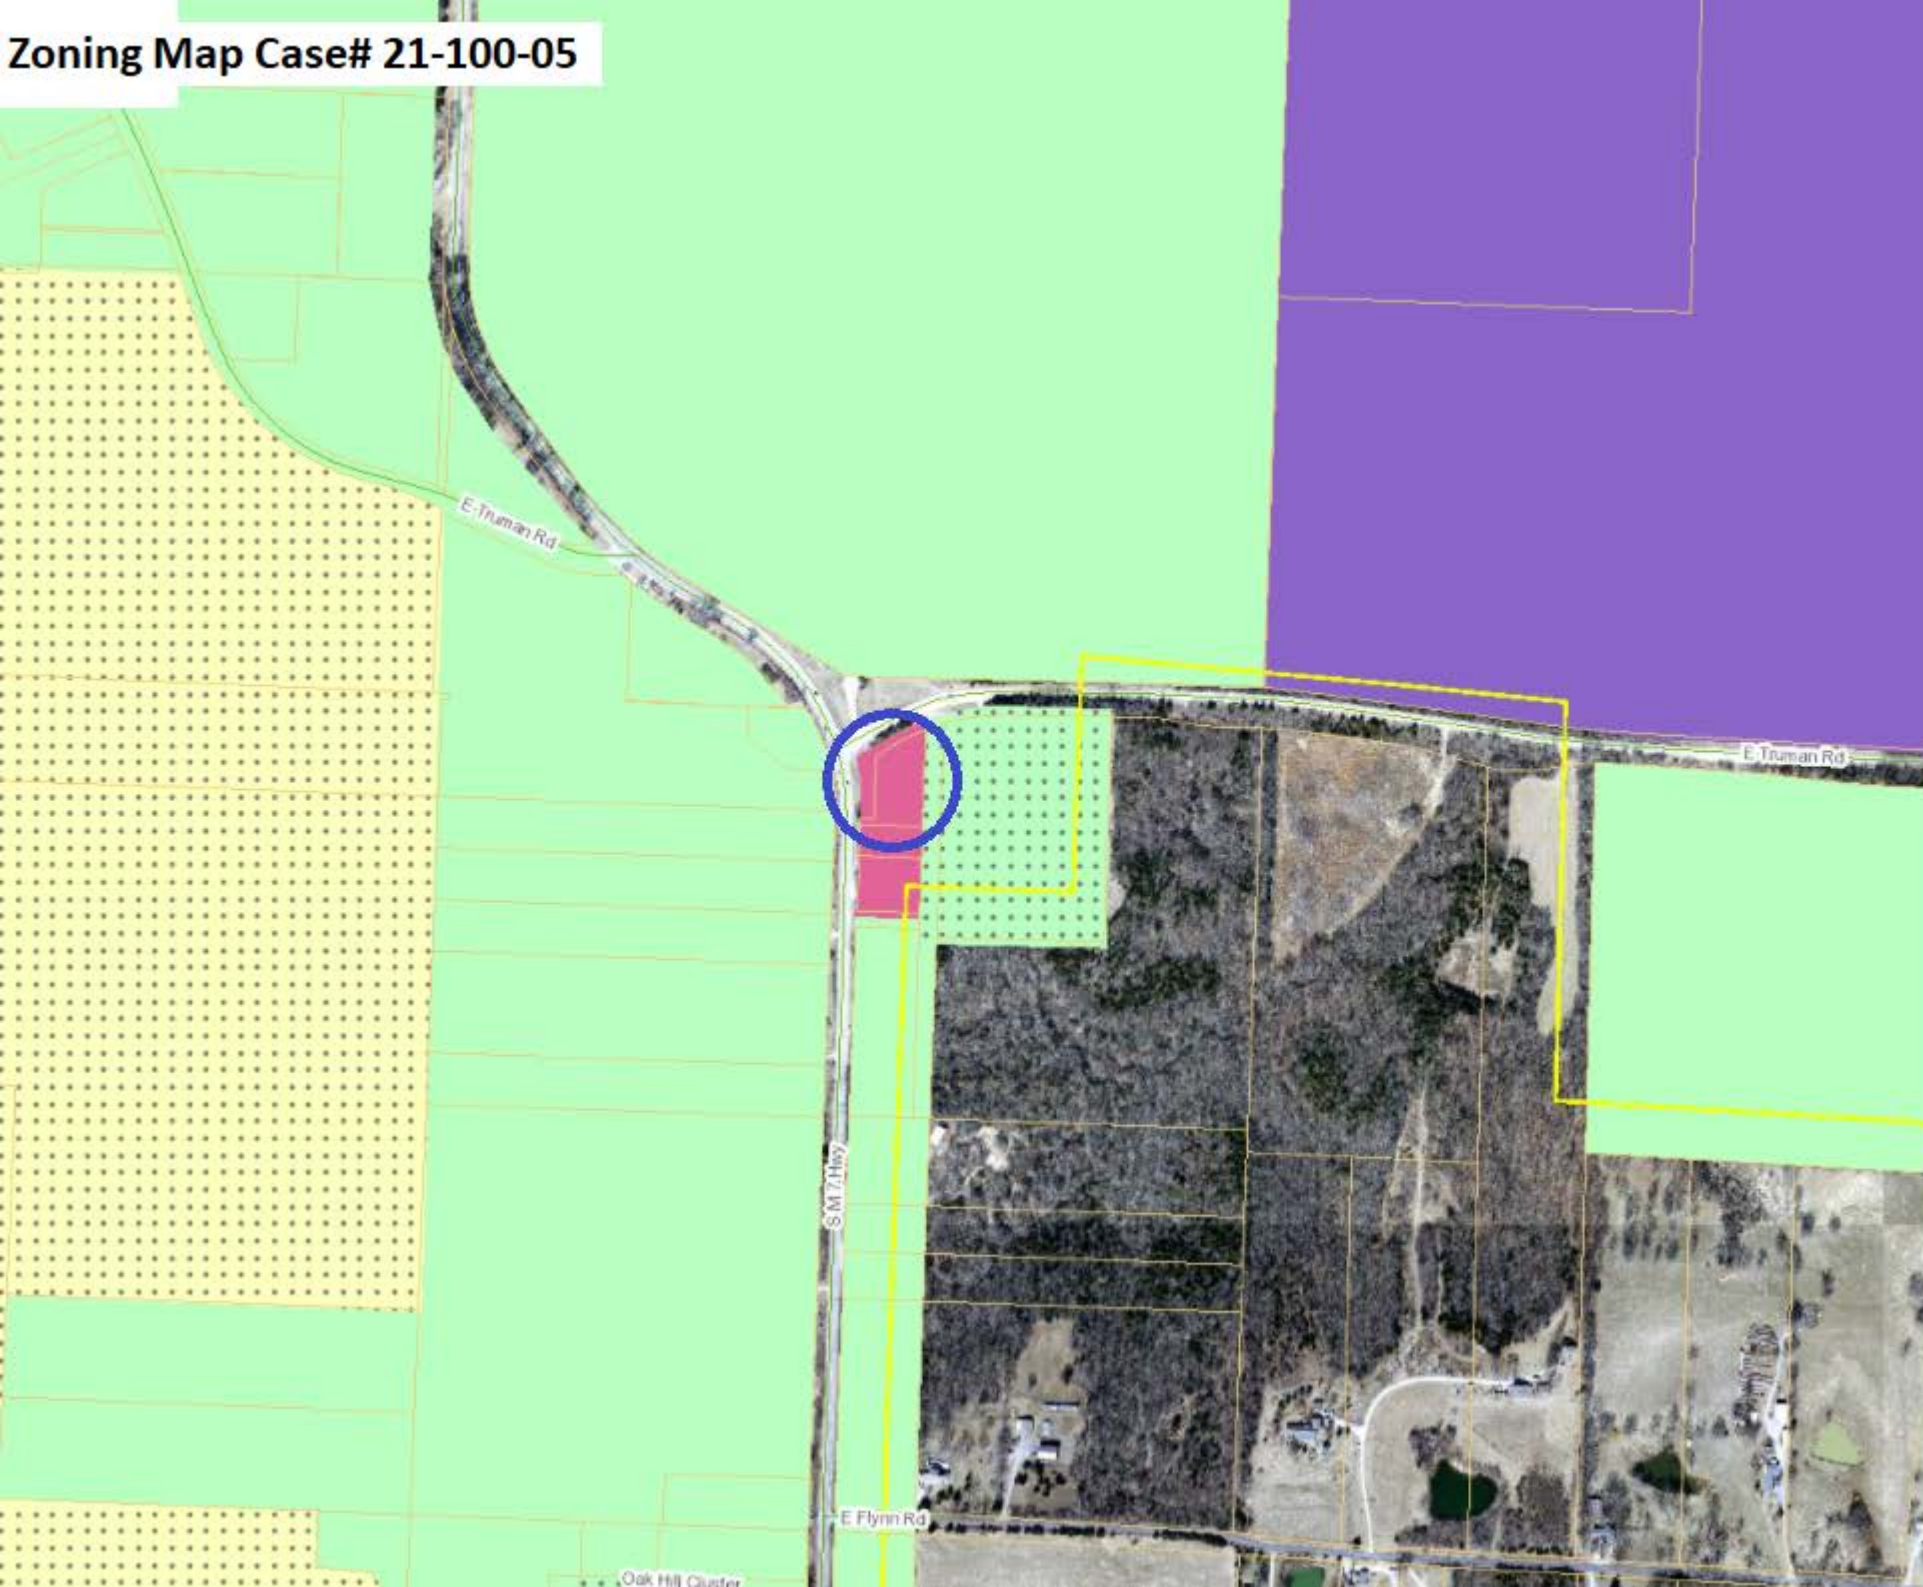 Zoning Map Case# 21-100-05
E Truman Rd
E Truman Rd
S M 7 Hwy
E Flynn Rd
Oak Hill Cluster